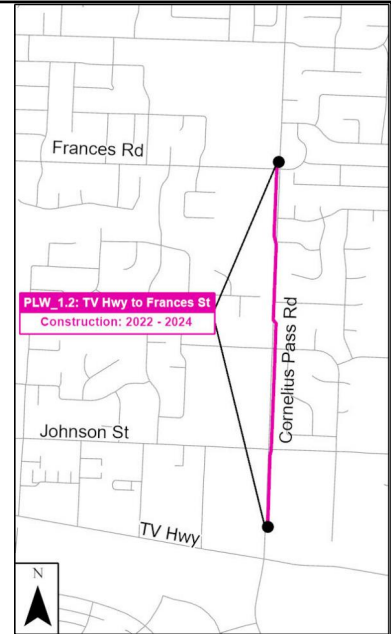 Frances Rd
PLW_1.2: TV Hwy to Frances St
Construction: 2022 - 2024
Cornelius Pass Rd
Johnson St
TV Hwy
N